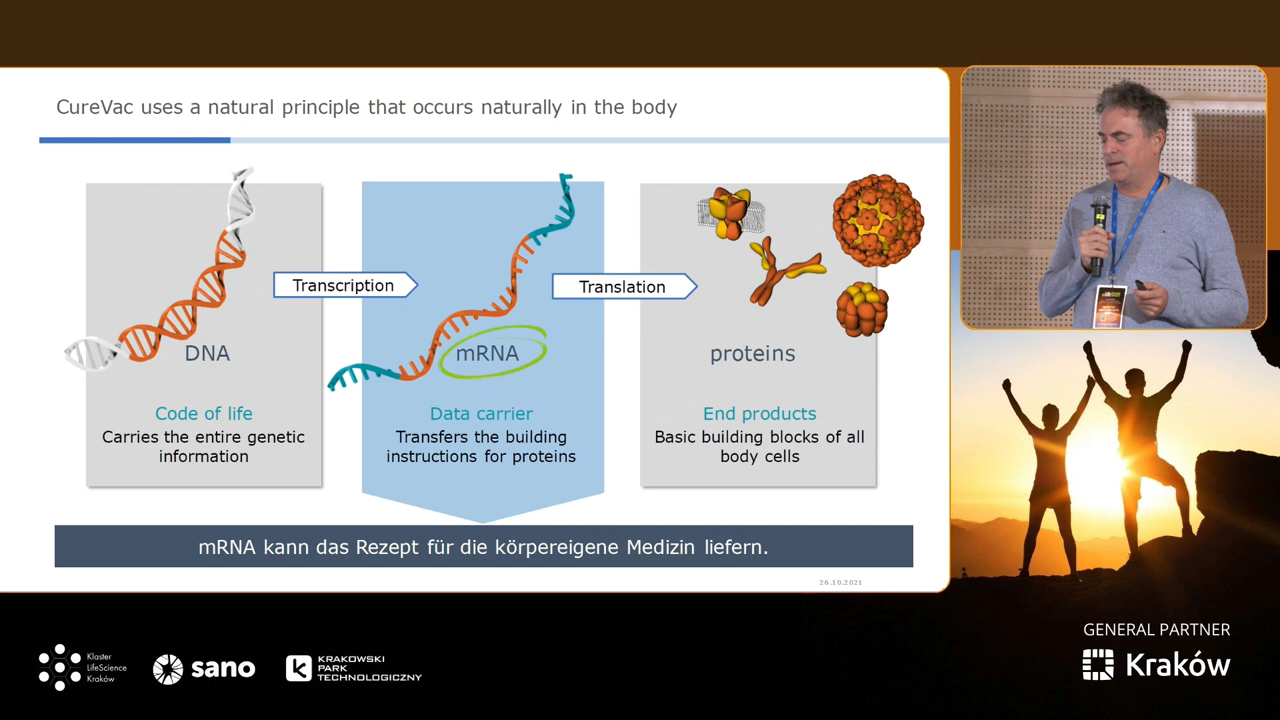 CureVac uses a natural principle that occurs naturally in the body
Transcription
Translation
DNA
mRNA
proteins
Code of life
Carries the entire genetic
information
Data carrier
Transfers the building
instructions for proteins
End products
Basic building blocks of all
body cells
mRNA kann das Rezept für die körpereigene Medizin liefern.
26.10.2021
GENERAL PARTNER
Kraków
Klaster
LifeScience
Kraków
sano
KRAKOWSKI
PARK
TECHNOLOGICZNY